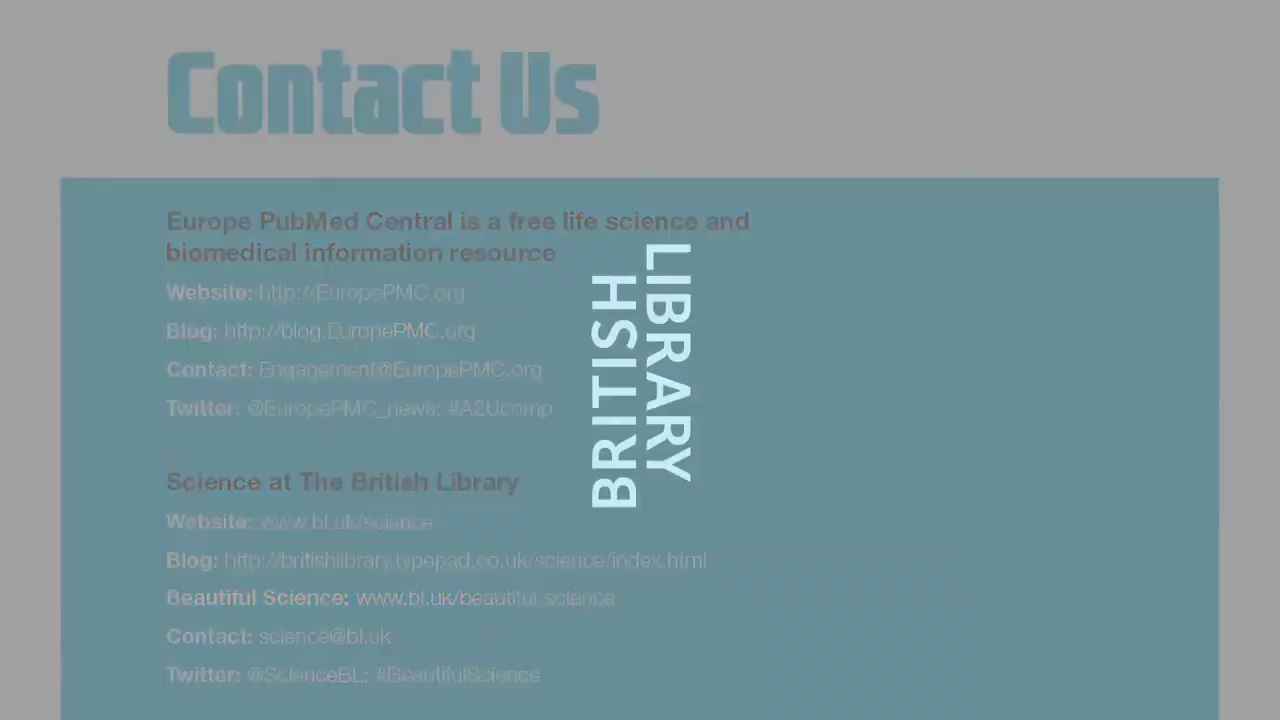 Contact Us
Europe PubMed Central is a free life science and
biomedical information resource
Website: http://EuropePMC.org
Blog: http://blog.EuropePMC.org
Contact: Engagement@EuropePMC.org
Twitter: @EuropePMC_news; #A2Ucomp
Science at The British Library
Website: www.bl.uk/science
Blog: http://britishlibrary.typepad.co.uk/science/index.html
Beautiful Science: www.bl.uk/beautiful-science
Contact: science@bl.uk
Twitter: @ScienceBL; #BeautifulScience
BRITISH
LIBRARY